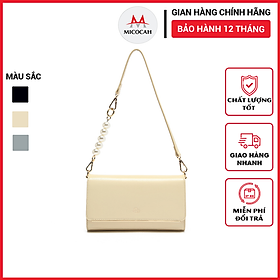 MICOCAH
GIAN HÀNG CHÍNH HÃNG
BẢO HÀNH 12 THÁNG
MÀU SẮC
CHẤT LƯỢNG
TỐT
GIAO HÀNG
NHANH
MIỄN PHÍ
ĐỔI TRẢ